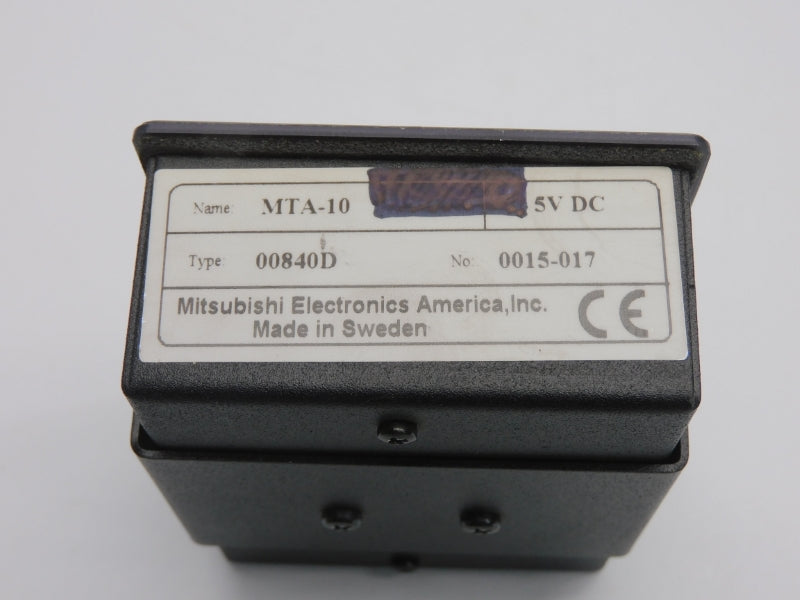 Name: MTA-10 5V DC
Type: 00840D No: 0015-017
Mitsubishi Electronics America,Inc.
Made in Sweden
CE